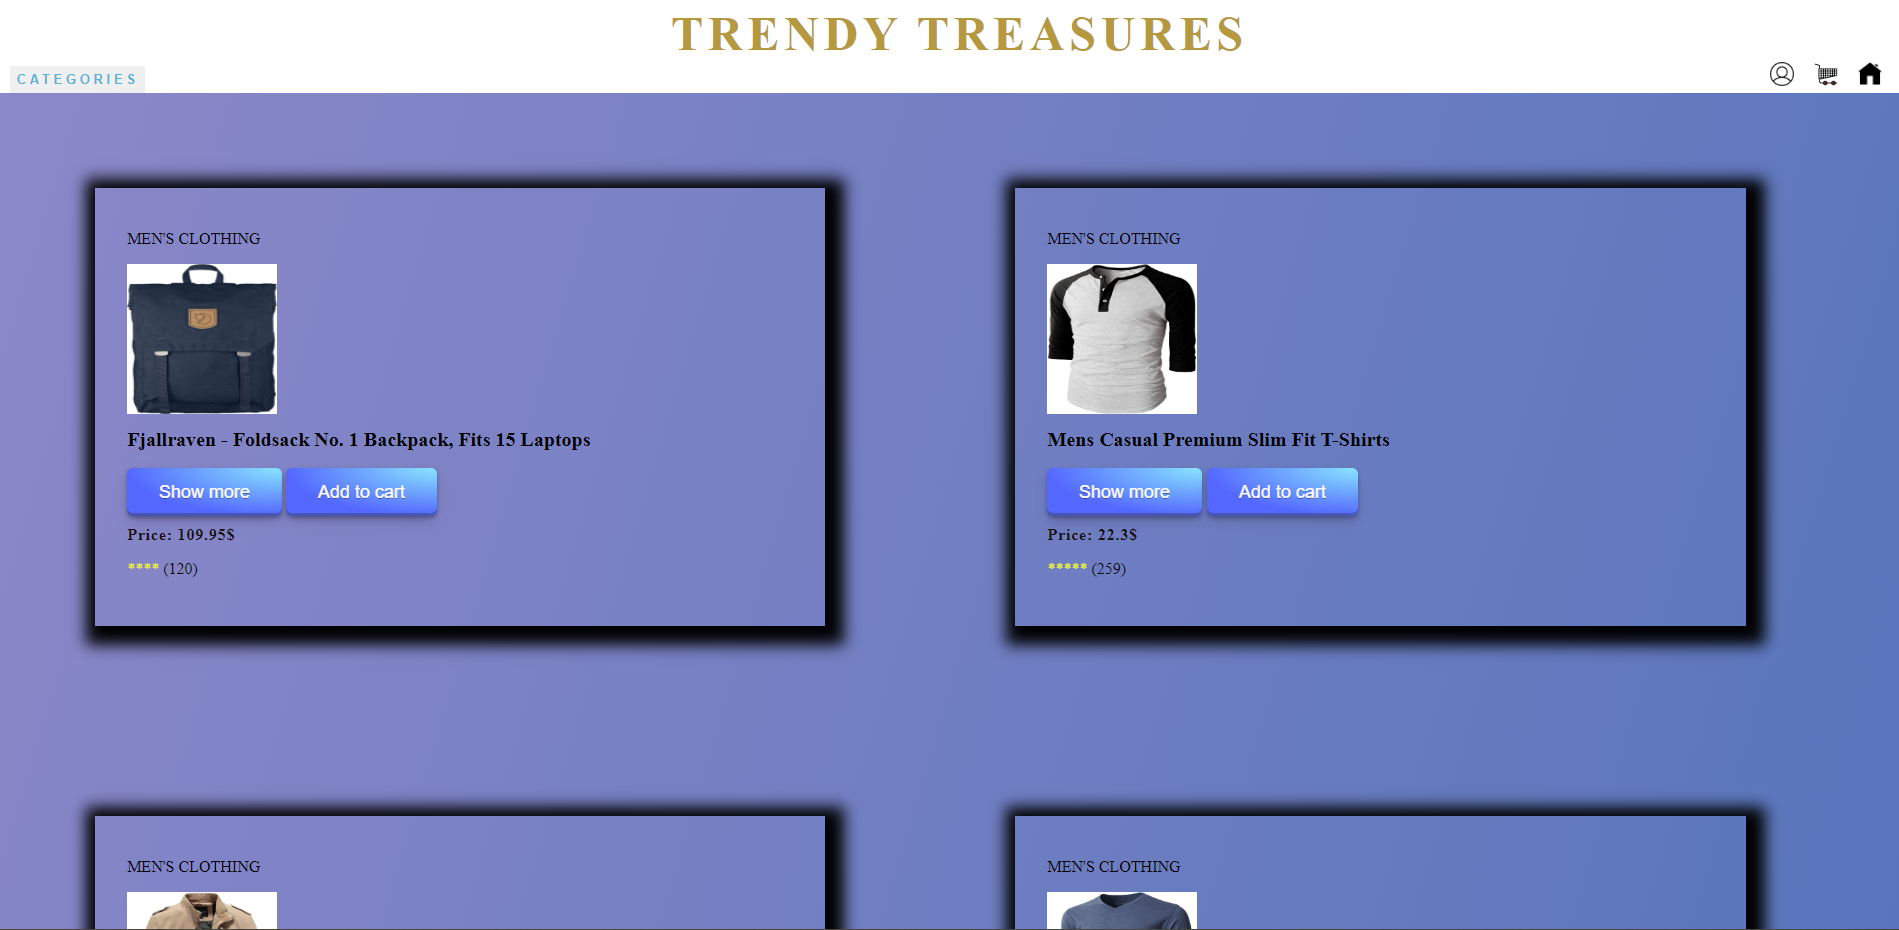 TRENDY TREASURES
CATEGORIES
MEN'S CLOTHING
Fjallraven - Foldsack No. 1 Backpack, Fits 15 Laptops
Show more
Add to cart
Price: 109.95$
**** (120)
MEN'S CLOTHING
Mens Casual Premium Slim Fit T-Shirts
Show more
Add to cart
Price: 22.3$
***** (259)
MEN'S CLOTHING
MEN'S CLOTHING